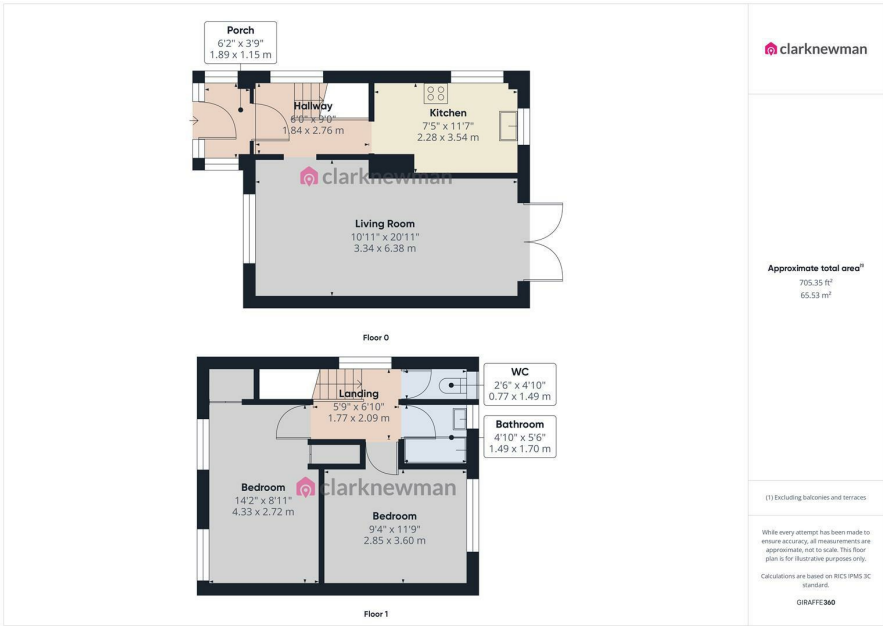 Porch
6'2" x 3'9"
1.89 x 1.15 m
Hallway
6'0" x 9'0"
1.84 x 2.76 m
Kitchen
7'5" x 11'7"
2.28 x 3.54 m
clarknewman
Living Room
10'11" x 20'11"
3.34 x 6.38 m
Floor 0
WC
2'6" x 4'10"
0.77 x 1.49 m
Landing
5'9" x 6'10"
1.77 x 2.09 m
Bathroom
4'10" x 5'6"
1.49 x 1.70 m
Bedroom
14'2" x 8'11"
4.33 x 2.72 m
clarknewman
Bedroom
9'4" x 11'9"
2.85 x 3.60 m
Floor 1
clarknewman
Approximate total area(1)
705.35 ft²
65.53 m²
(1) Excluding balconies and terraces
While every attempt has been made to
ensure accuracy, all measurements are
approximate, not to scale. This floor
plan is for illustrative purposes only.
Calculations are based on RICS IPMS 3C
standard.
GIRAFFE360